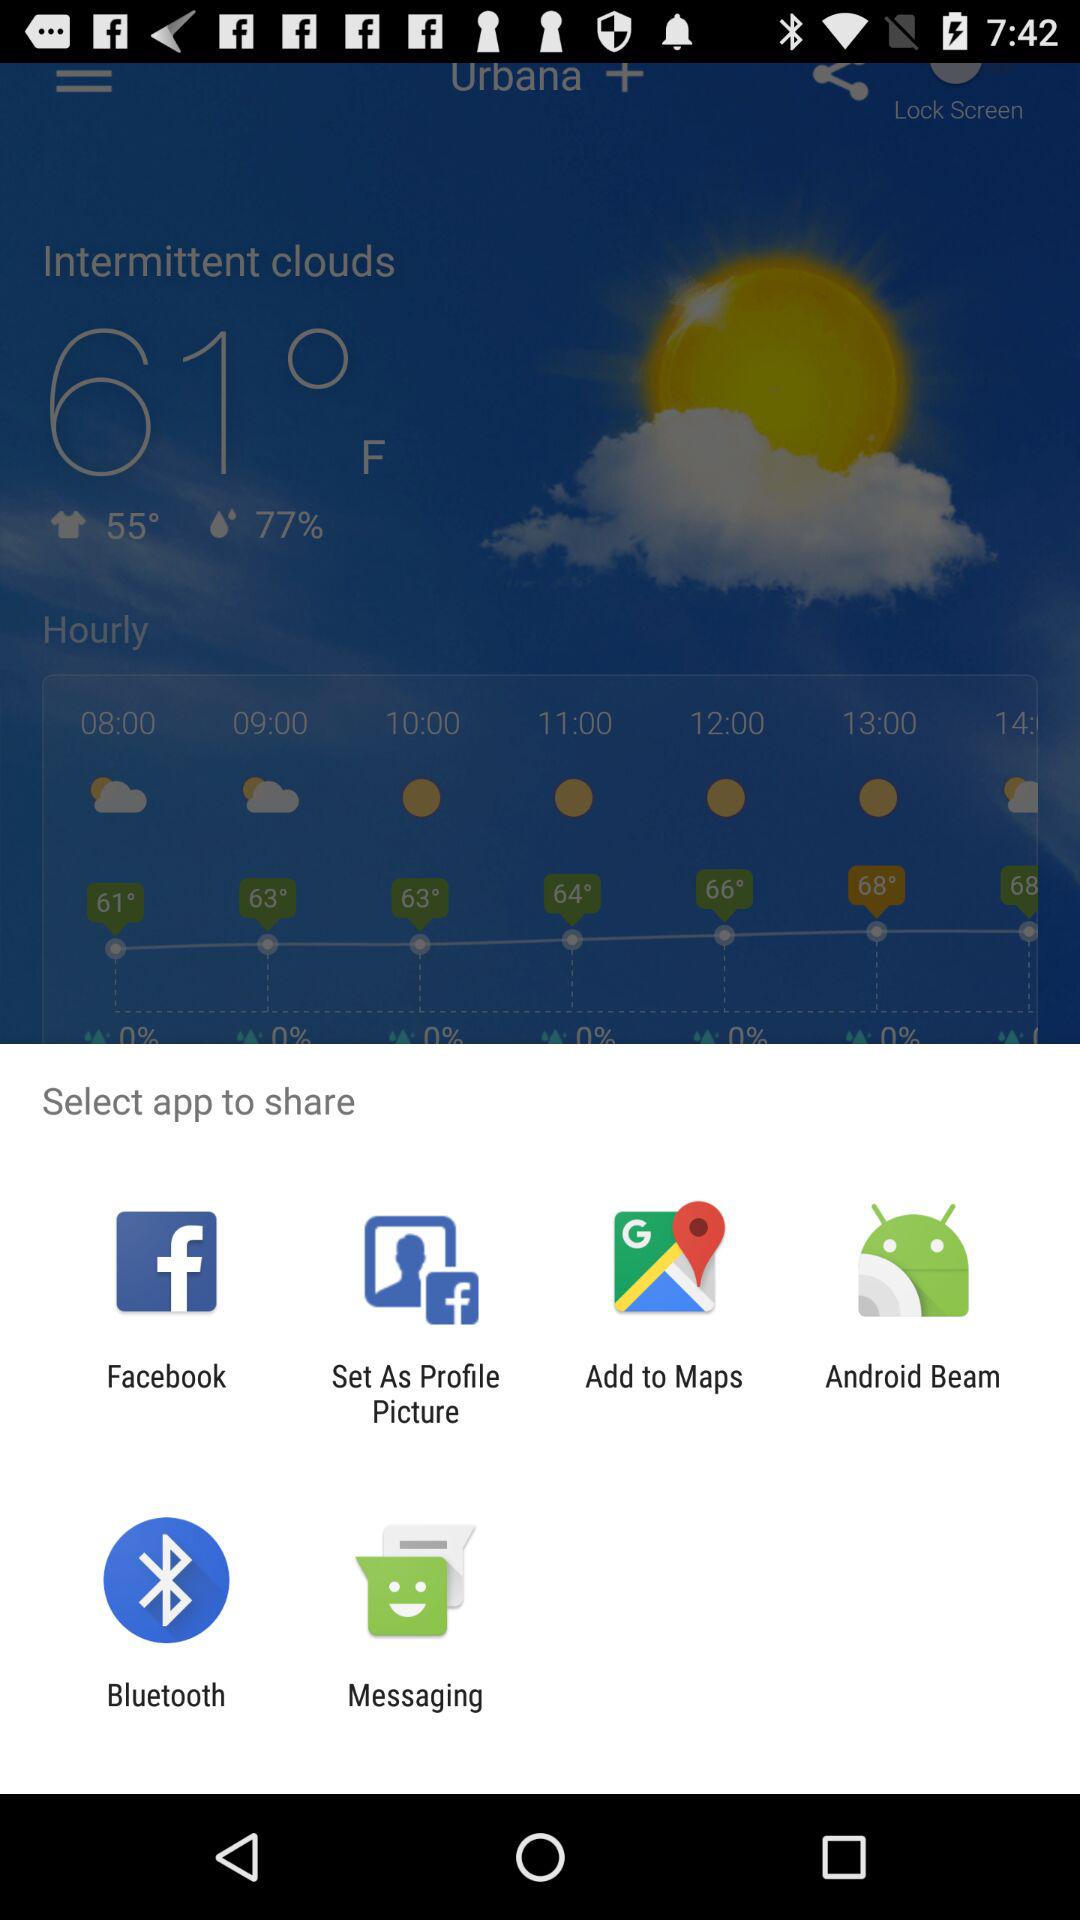 7:42
Urbana +
Lock Screen
Intermittent clouds
61° F
55° 77%
Hourly
08:00 09:00 10:00 11:00 12:00 13:00 14:
61° 63° 63° 64° 66° 68° 68
0% 0% 0% 0% 0% 0%
Select app to share
Facebook
Set As Profile
Picture
Add to Maps
G
Android Beam
Bluetooth
Messaging